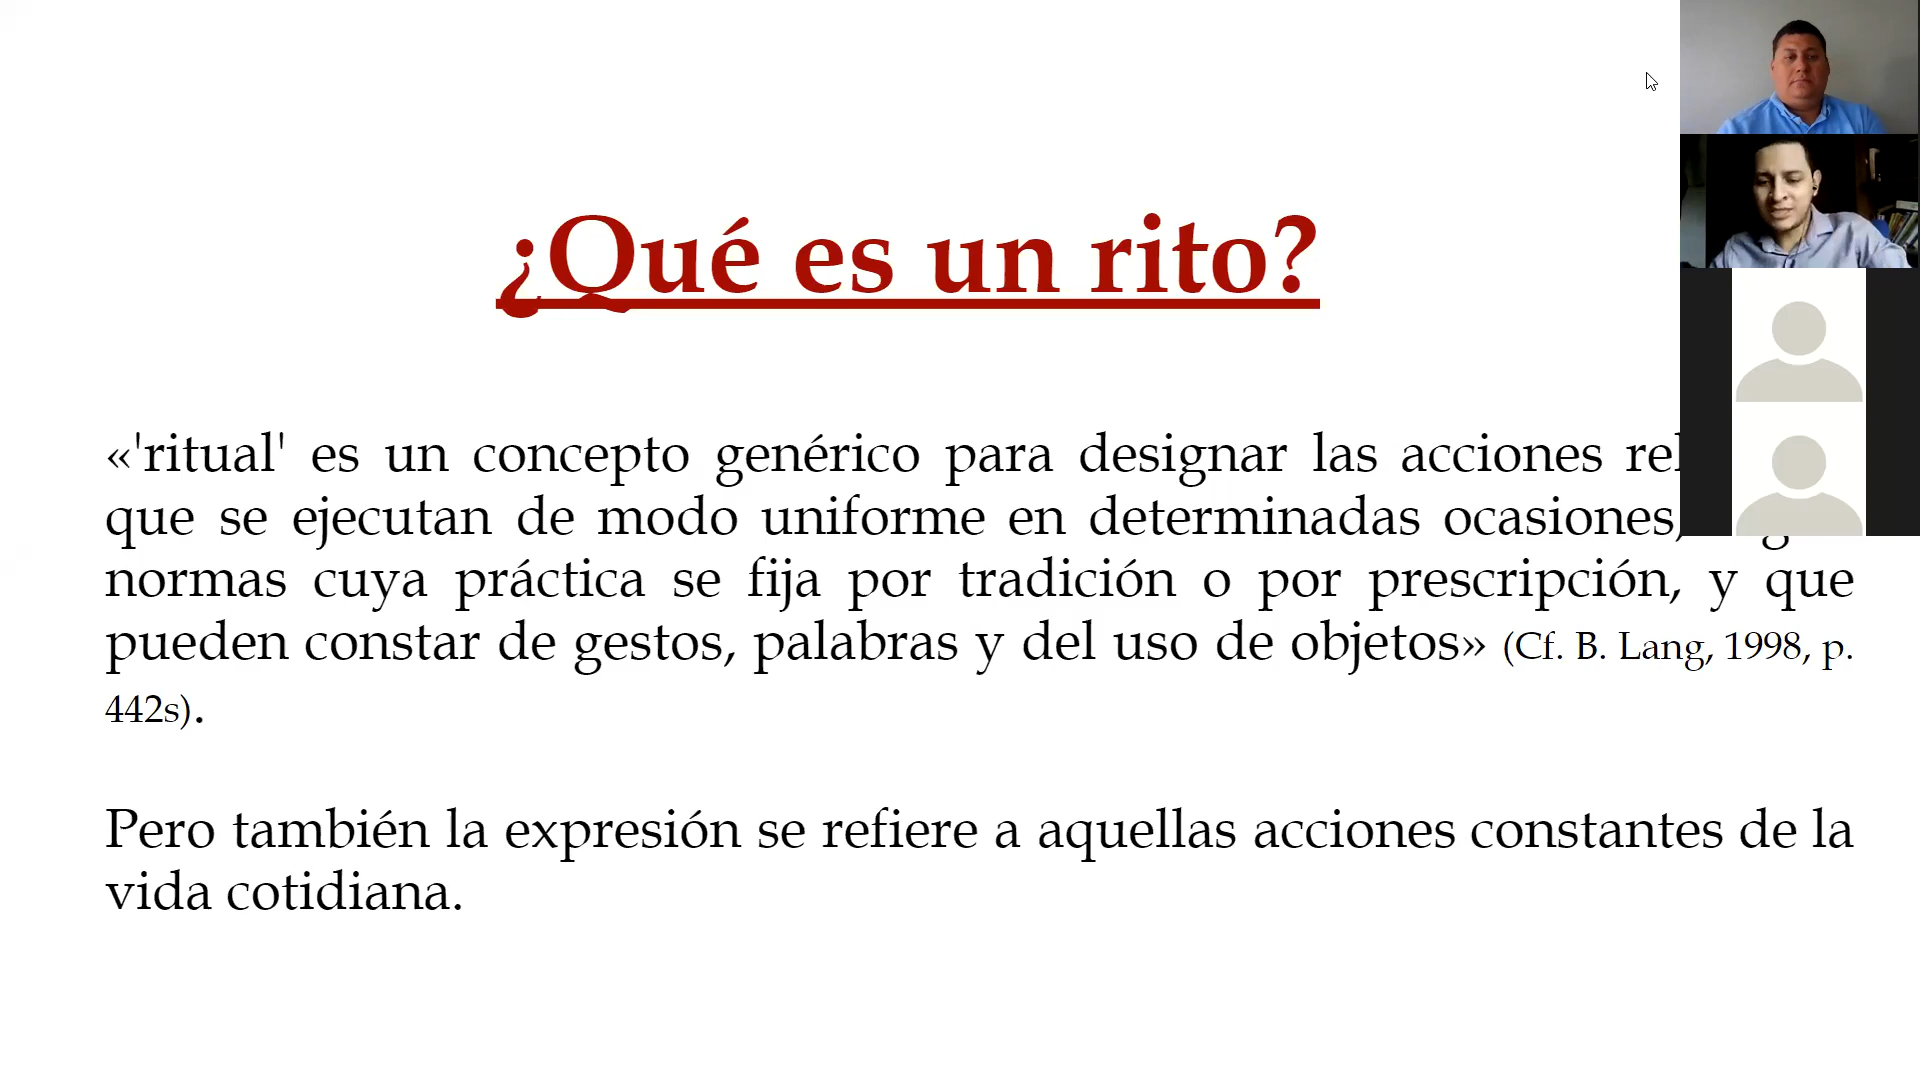 ¿Qué es un rito?
«'ritual' es un concepto genérico para designar las acciones
que se ejecutan de modo uniforme en determinadas ocasiones,
normas cuya práctica se fija por tradición o por prescripción, y que
pueden constar de gestos, palabras y del uso de objetos» (Cf. B. Lang, 1998, p.
442s).
Pero también la expresión se refiere a aquellas acciones constantes de la
vida cotidiana.